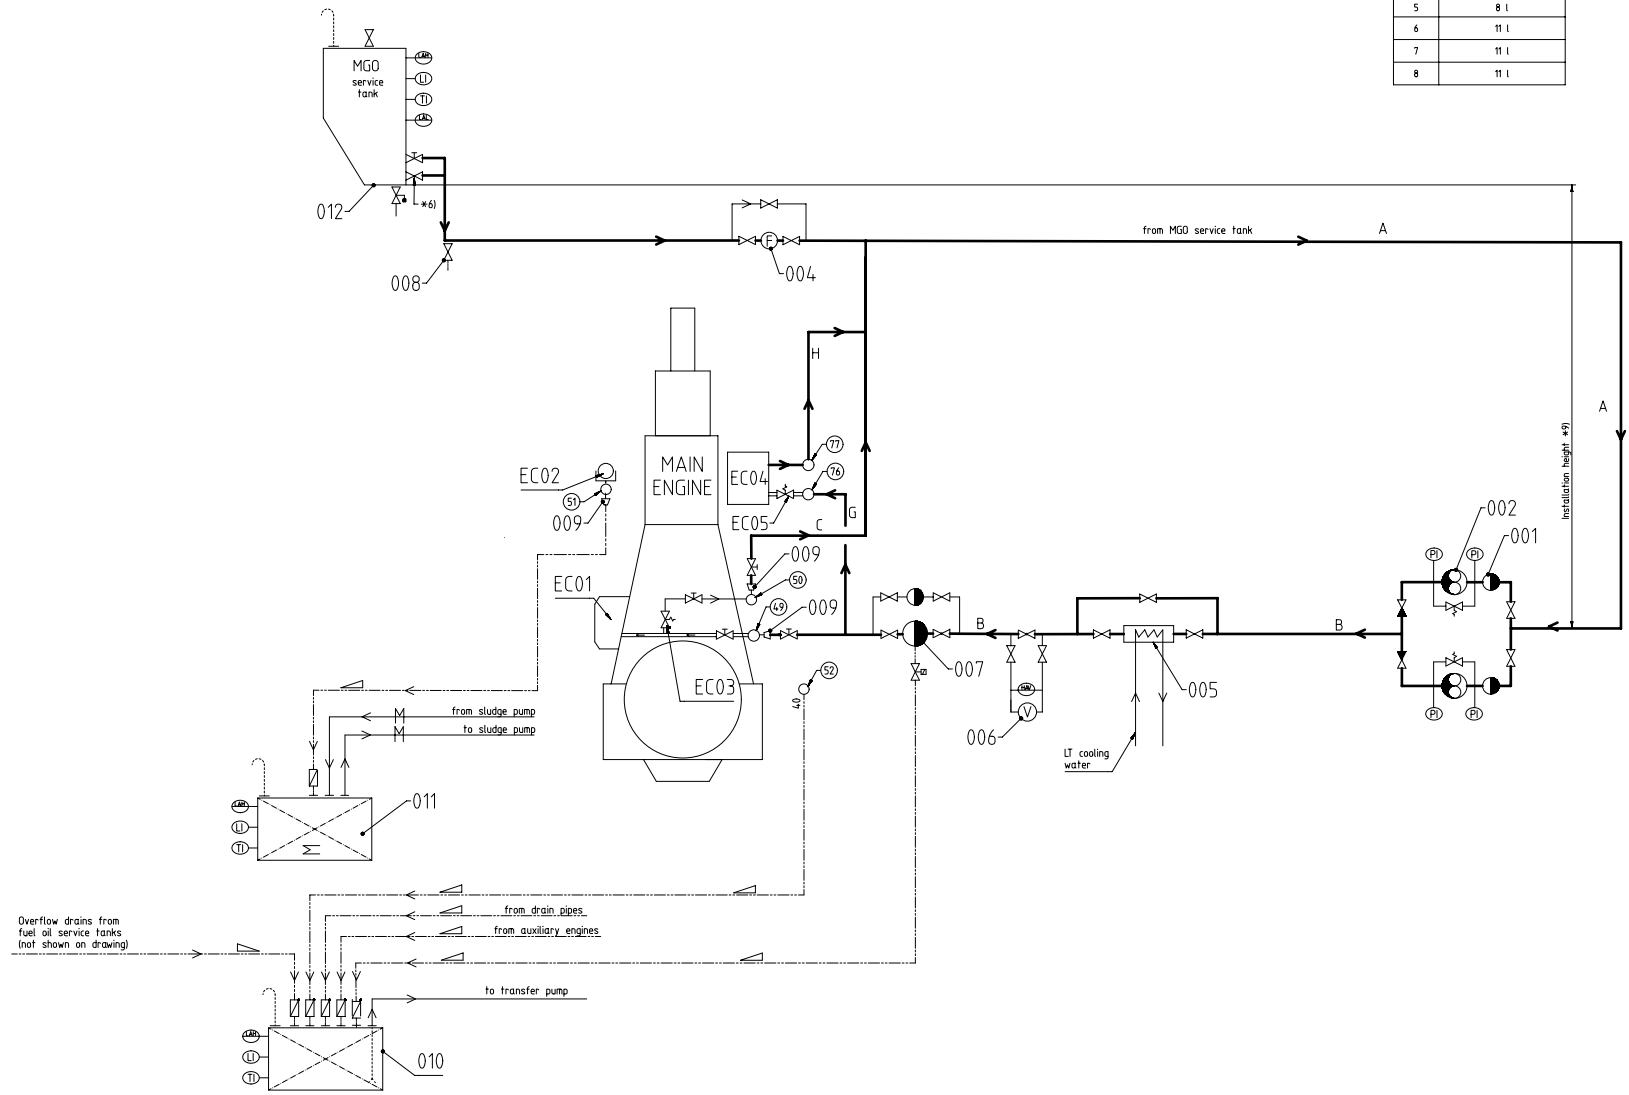 5 8 l
6 11 l
7 11 l
8 11 l
MGO
service
tank
LAH
LI
TI
LAL
*6)
012
008
F
004
from MGO service tank
A
A
Installation height *9)
H
77
76
MAIN
ENGINE
EC04
EC05
G
C
EC02
51
009
009
50
EC01
49
009
EC03
52
40
B
007
HAV
V
006
B
005
LT cooling
water
002
001
PI
PI
PI
PI
from sludge pump
to sludge pump
M
M
LAH
LI
TI
011
Σ
Overflow drains from
fuel oil service tanks
(not shown on drawing)
from drain pipes
from auxiliary engines
to transfer pump
LAH
LI
TI
010